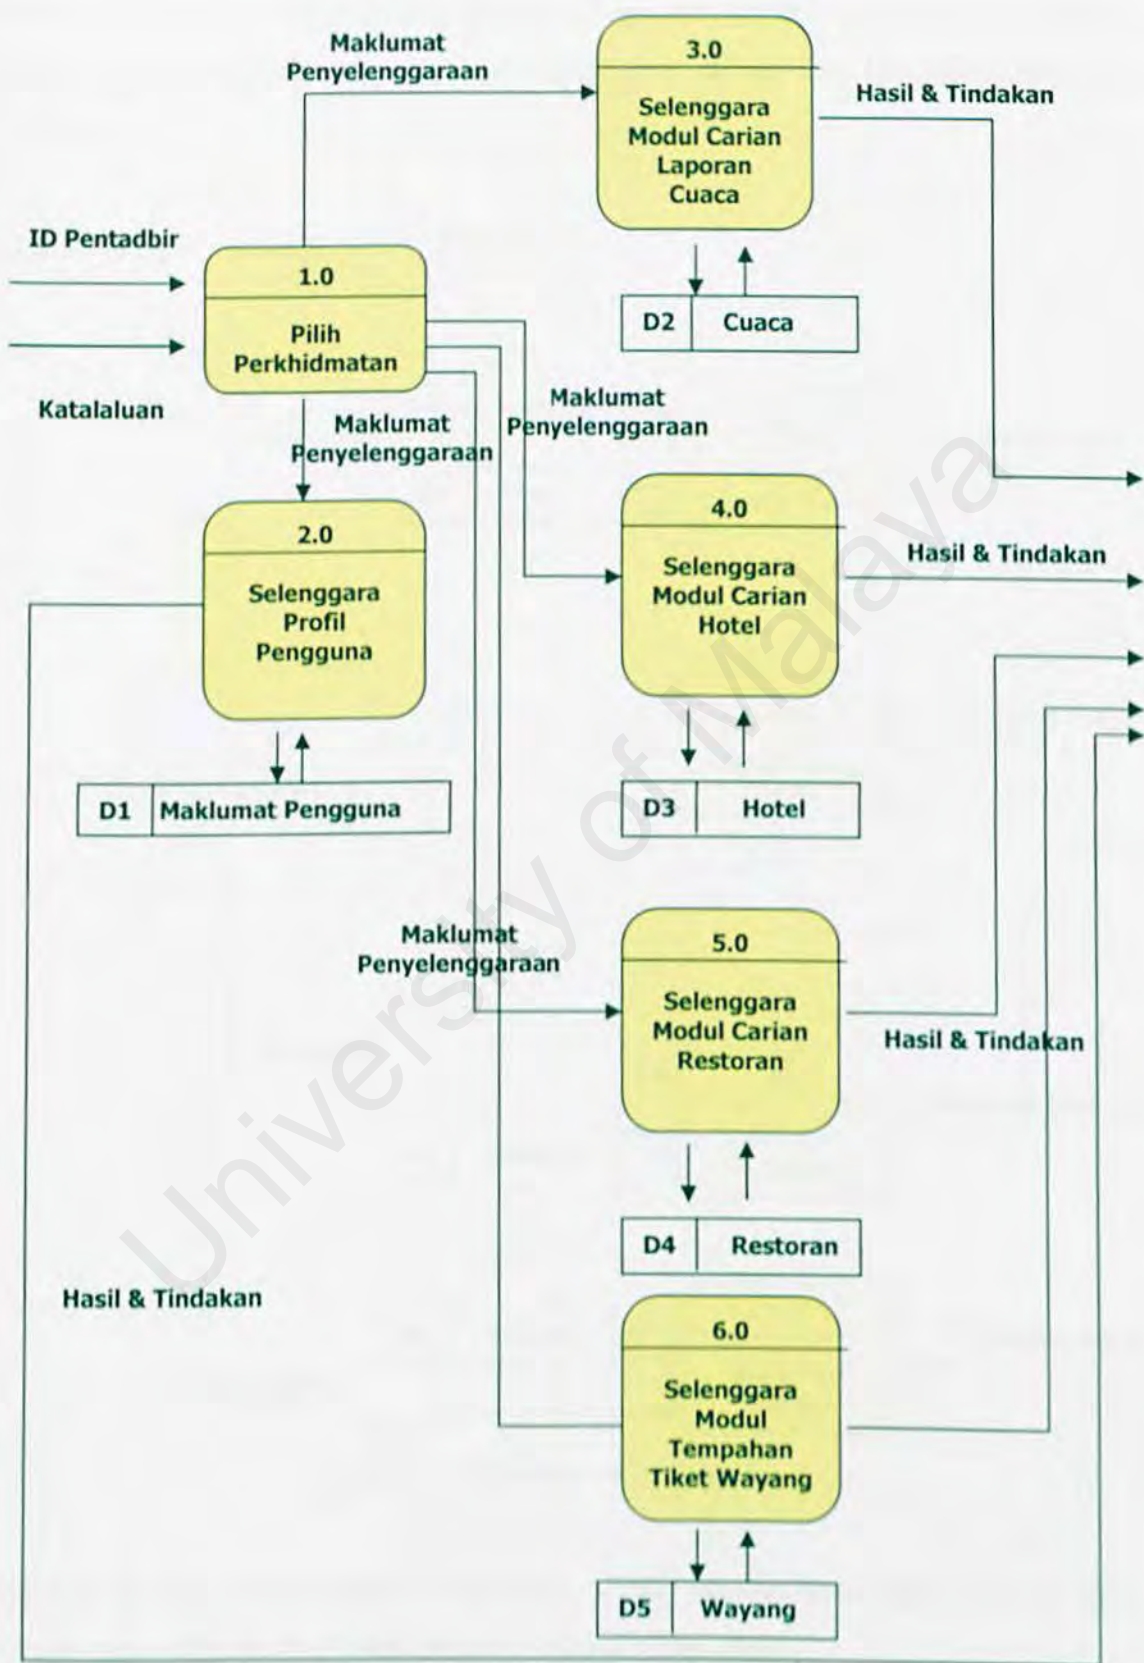 Maklumat
Penyelenggaraan
3.0
Selenggara
Modul Carian
Laporan
Cuaca
Hasil & Tindakan
ID Pentadbir
1.0
Pilih
Perkhidmatan
D2 Cuaca
Katalaluan
Maklumat
Penyelenggaraan
Maklumat
Penyelenggaraan
2.0
Selenggara
Profil
Pengguna
4.0
Selenggara
Modul Carian
Hotel
Hasil & Tindakan
D1 Maklumat Pengguna
D3 Hotel
Maklumat
Penyelenggaraan
5.0
Selenggara
Modul Carian
Restoran
Hasil & Tindakan
D4 Restoran
Hasil & Tindakan
6.0
Selenggara
Modul
Tempahan
Tiket Wayang
D5 Wayang
University of Malaya